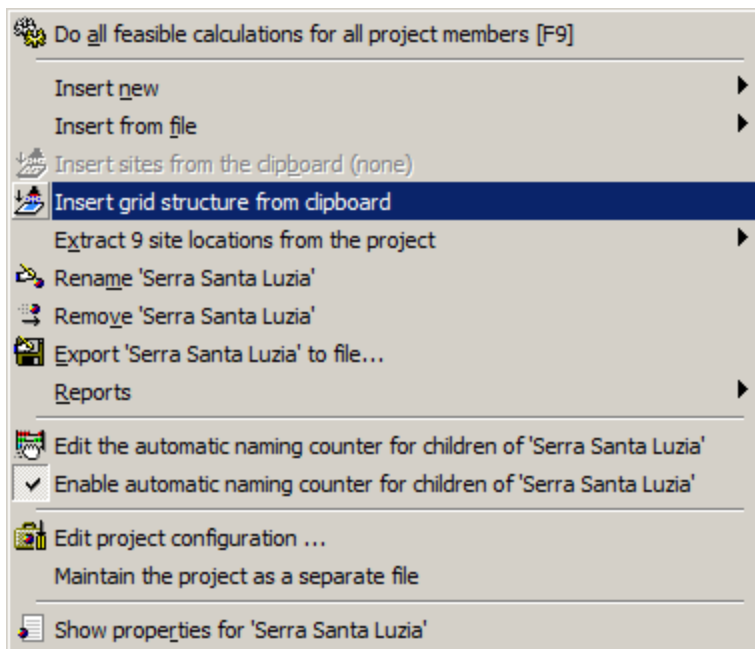 Do all feasible calculations for all project members [F9]
Insert new
Insert from file
Insert sites from the clipboard (none)
Insert grid structure from clipboard
Extract 9 site locations from the project
Rename 'Serra Santa Luzia'
Remove 'Serra Santa Luzia'
Export 'Serra Santa Luzia' to file...
Reports
Edit the automatic naming counter for children of 'Serra Santa Luzia'
Enable automatic naming counter for children of 'Serra Santa Luzia'
Edit project configuration ...
Maintain the project as a separate file
Show properties for 'Serra Santa Luzia'